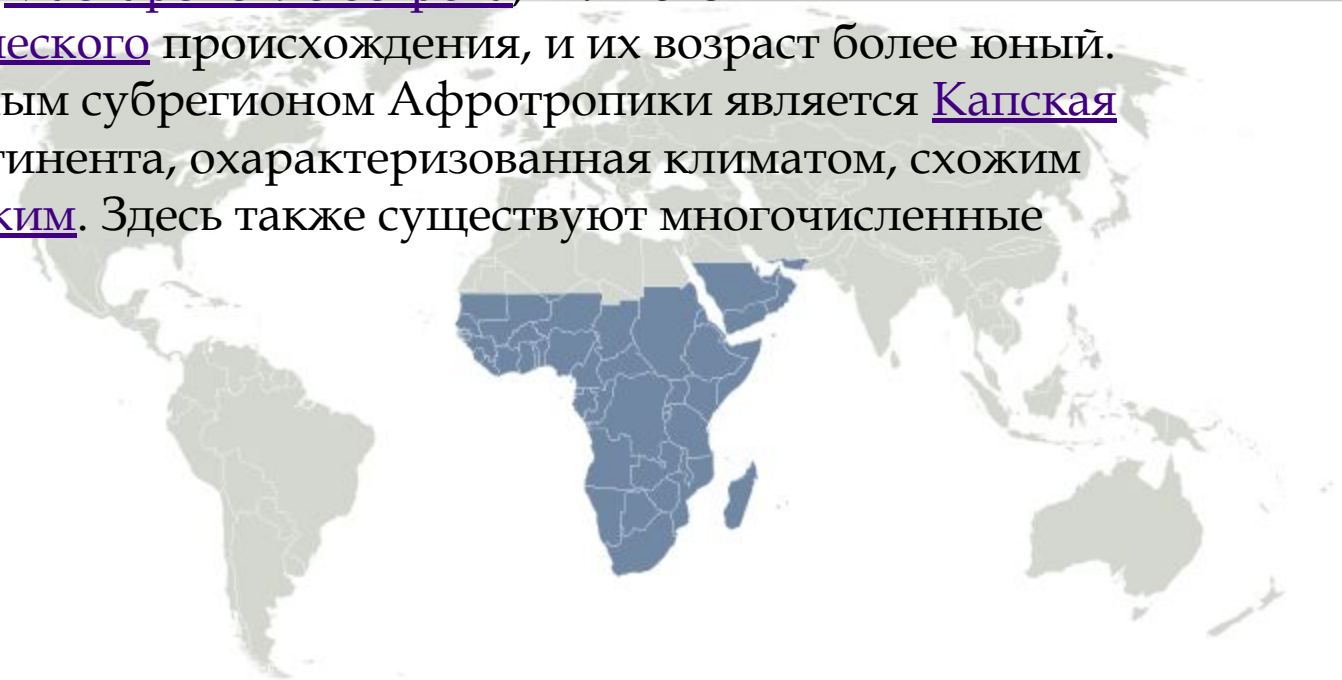 еского происхождения, и их возраст более юный.
ым субрегионом Афротропики является Капская
тинента, охарактеризованная климатом, схожим
ким. Здесь также существуют многочисленные